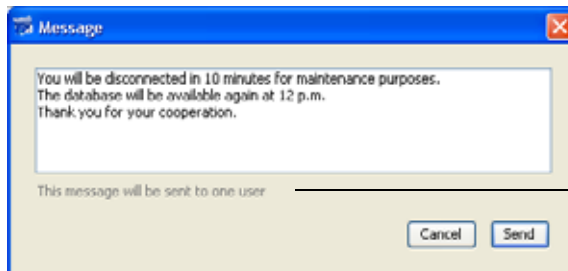 Message
You will be disconnected in 10 minutes for maintenance purposes.
The database will be available again at 12 p.m.
Thank you for your cooperation.
This message will be sent to one user
Cancel Send